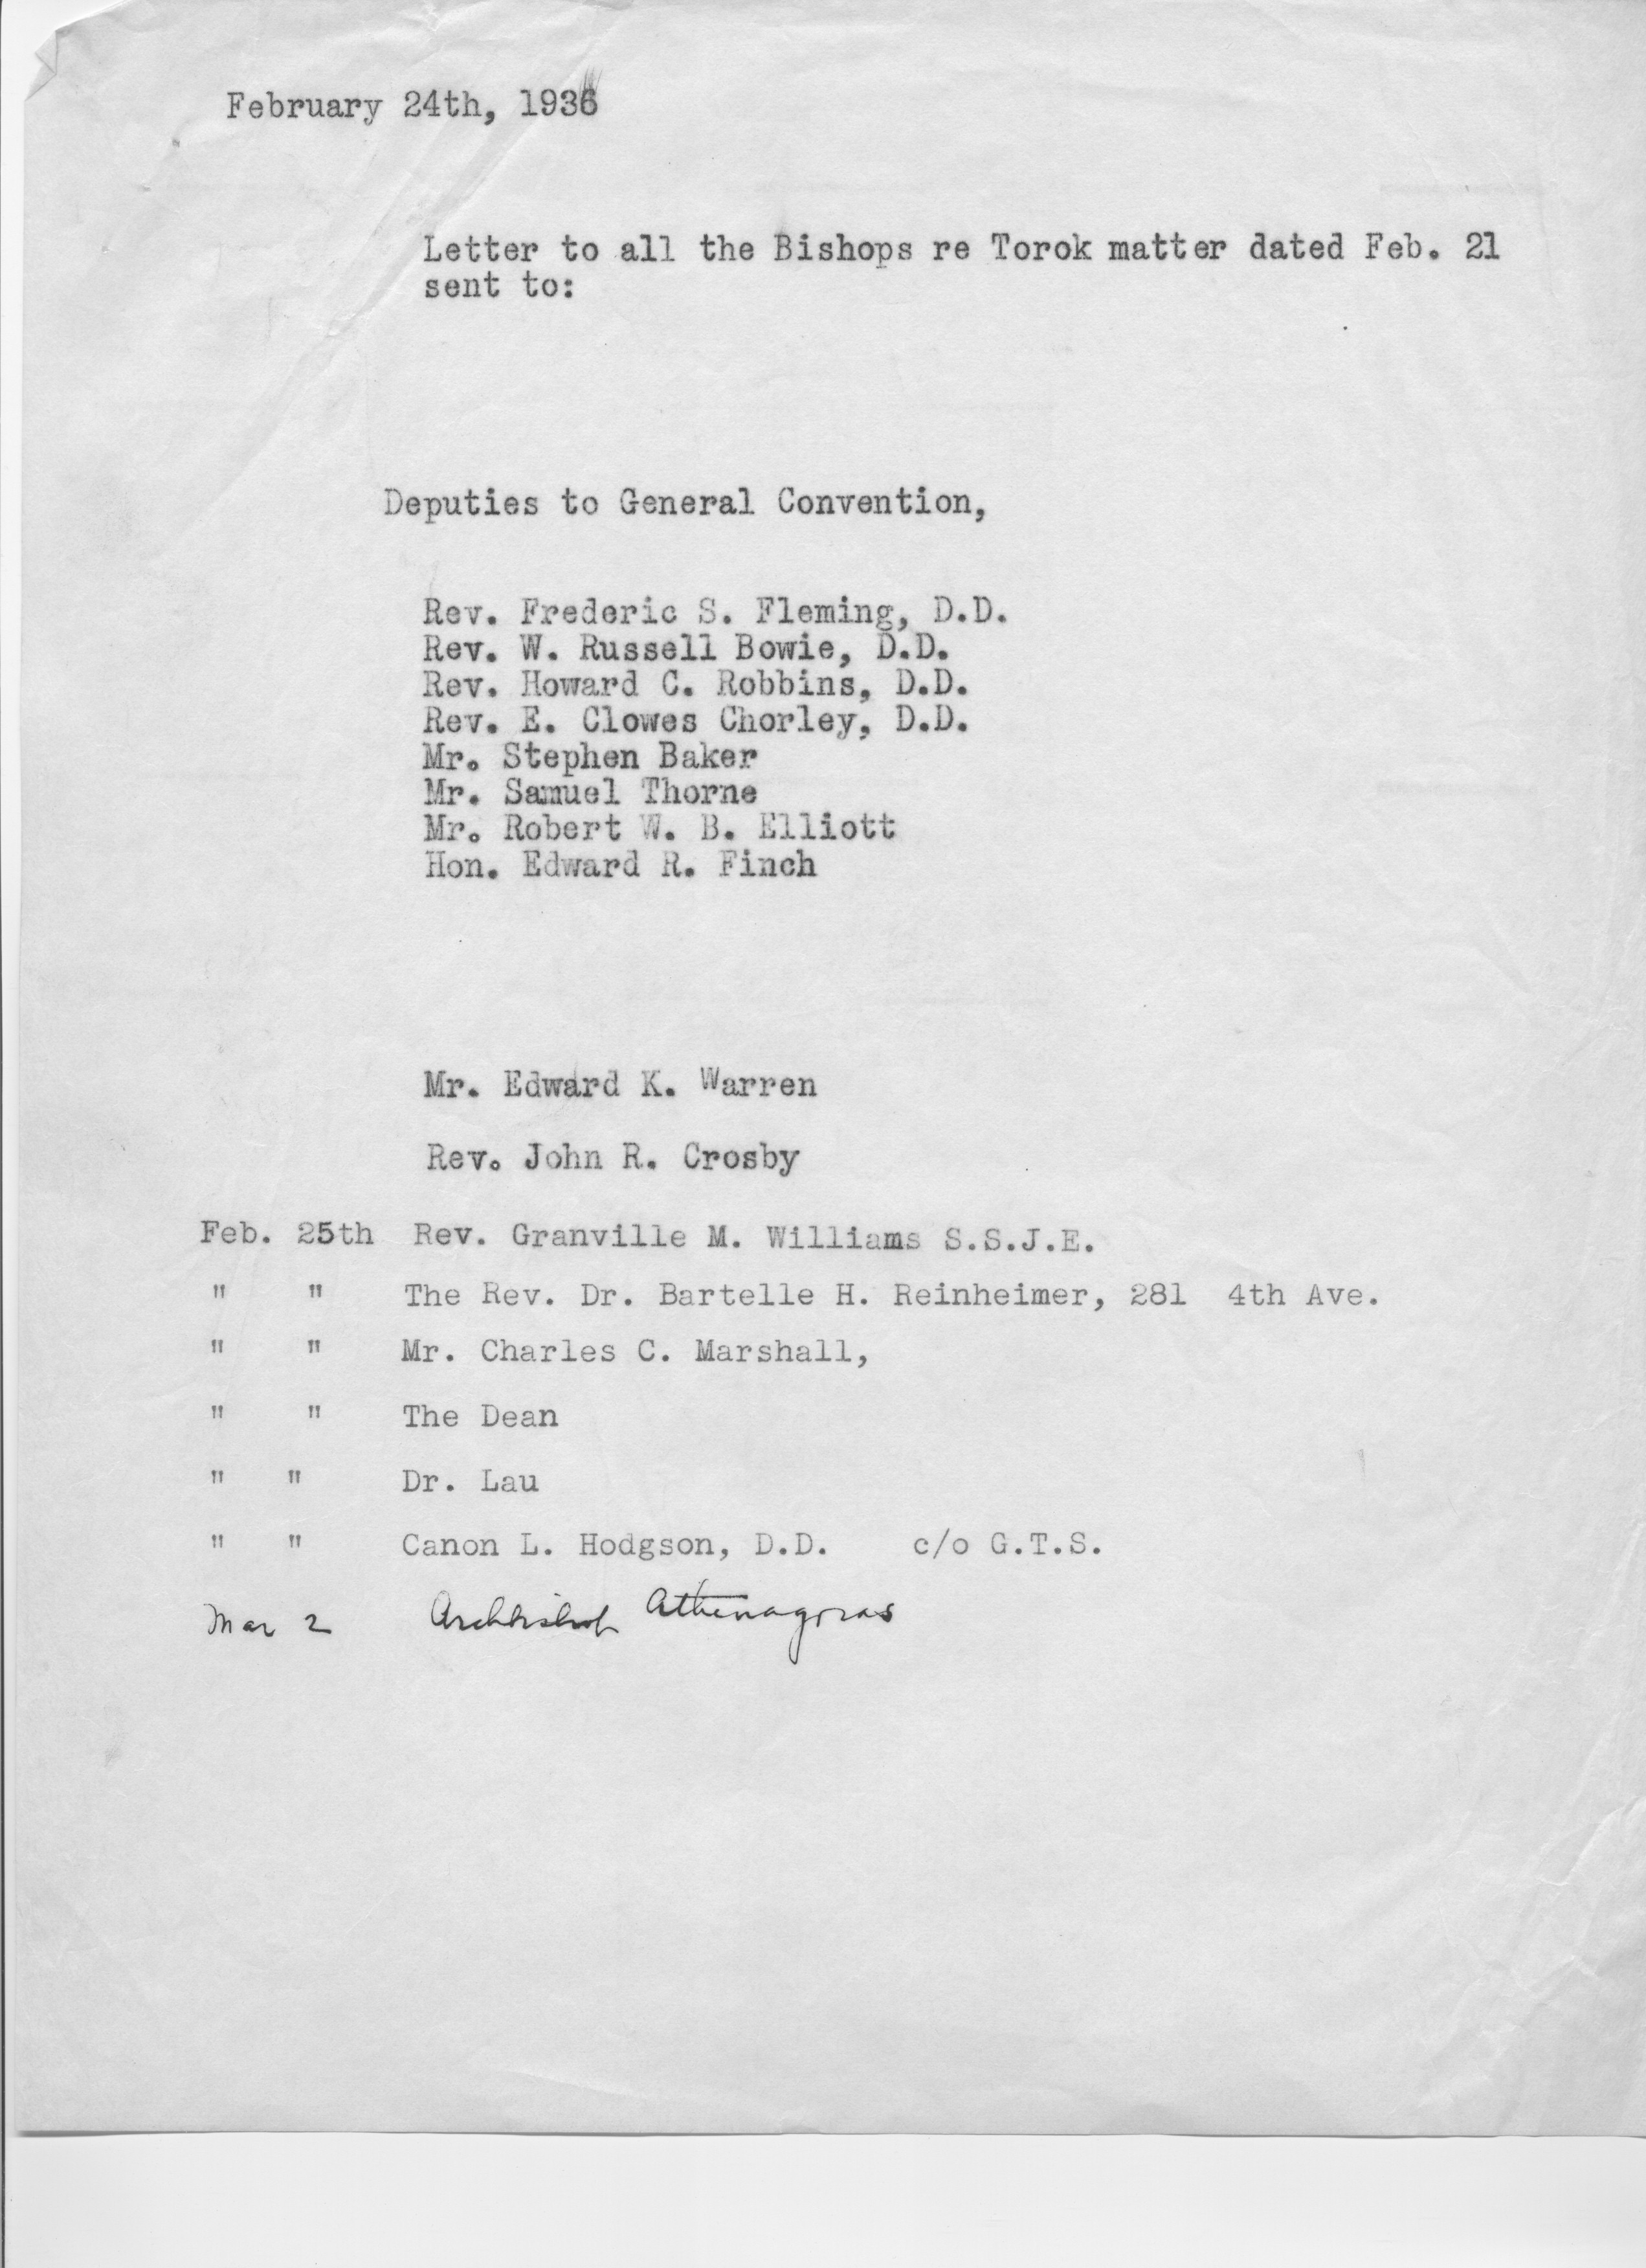 February 24th, 1936
Letter to all the Bishops re Torok matter dated Feb. 21
sent to:
Deputies to General Convention,
Rev. Frederic S. Fleming, D.D.
Rev. W. Russell Bowie, D.D.
Rev. Howard C. Robbins, D.D.
Rev. E. Clowes Chorley, D.D.
Mr. Stephen Baker
Mr. Samuel Thorne
Mr. Robert W. B. Elliott
Hon. Edward R. Finch
Mr. Edward K. Warren
Rev. John R. Crosby
Feb. 25th Rev. Granville M. Williams S.S.J.E.
" " The Rev. Dr. Bartelle H. Reinheimer, 281 4th Ave.
" " Mr. Charles C. Marshall,
" " The Dean
" " Dr. Lau
" " Canon L. Hodgson, D.D. c/o G.T.S.
Mar 2 Archbishop Athenagoras